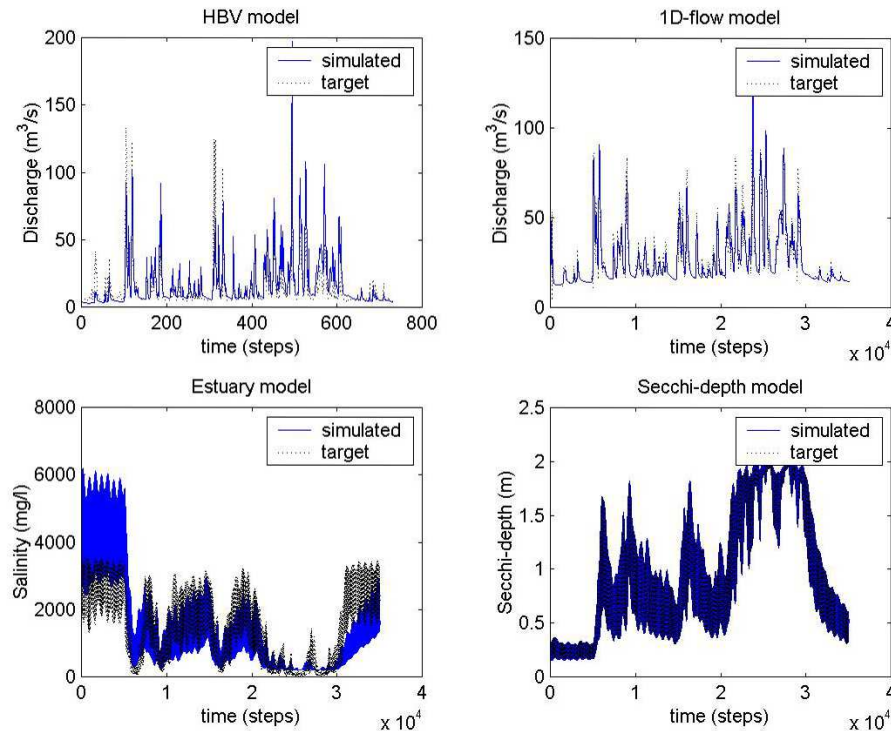 HBV model
200
150
100
50
0
0
200
400
600
800
Discharge (m³/s)
time (steps)
simulated
target
1D-flow model
150
100
50
0
0
1
2
3
4
x 10⁴
Discharge (m³/s)
time (steps)
simulated
target
Estuary model
8000
6000
4000
2000
0
0
1
2
3
4
x 10⁴
Salinity (mg/l)
time (steps)
simulated
target
Secchi-depth model
2.5
2
1.5
1
0.5
0
0
1
2
3
4
x 10⁴
Secchi-depth (m)
time (steps)
simulated
target